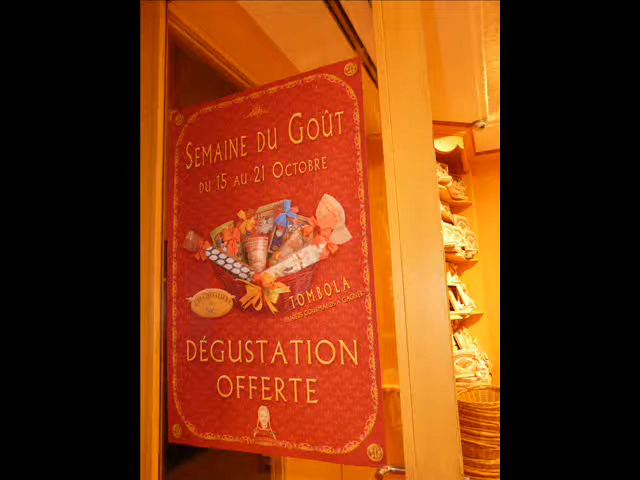 SEMAINE DU GOÛT
DU 15 AU 21 OCTOBRE
TOMBOLA
DÉGUSTATION
OFFERTE